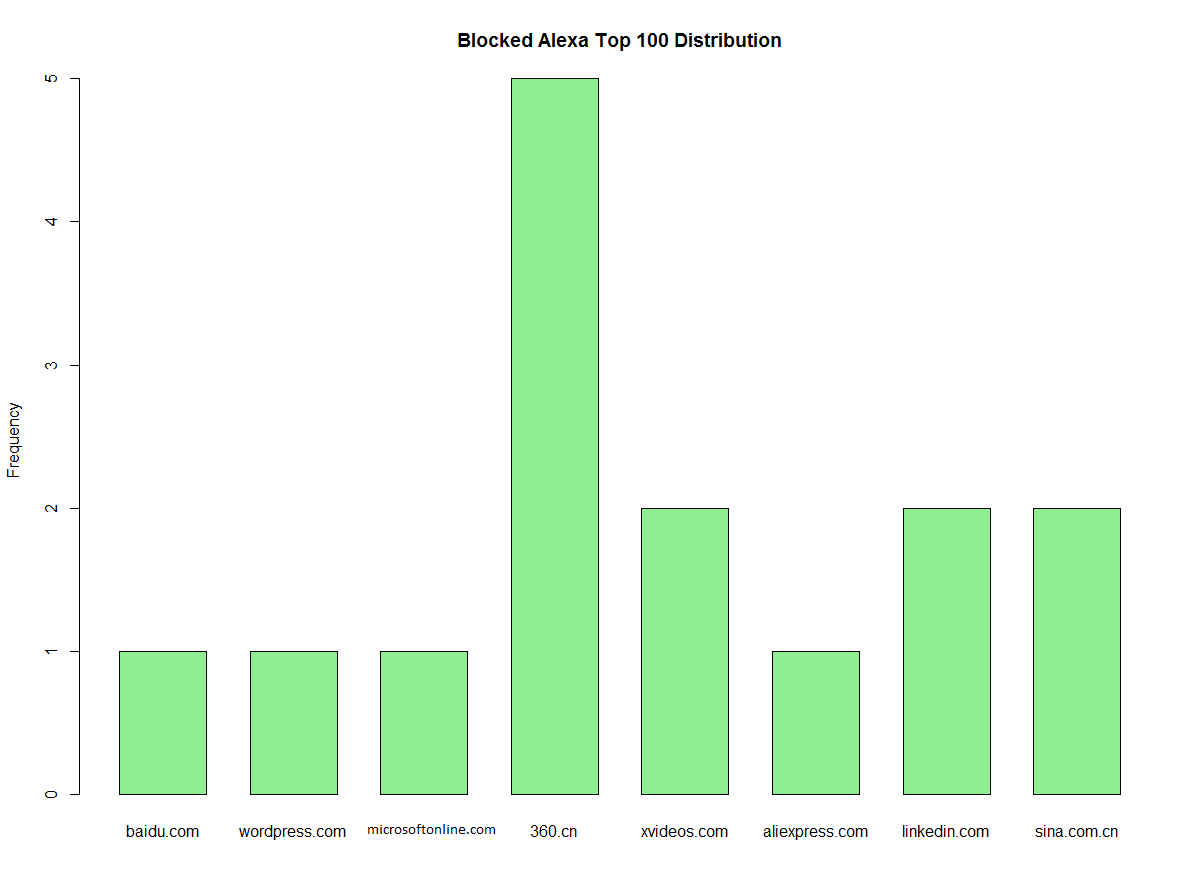 Blocked Alexa Top 100 Distribution
5
4
3
2
1
0
Frequency
baidu.com wordpress.com microsoftonline.com 360.cn xvideos.com aliexpress.com linkedin.com sina.com.cn